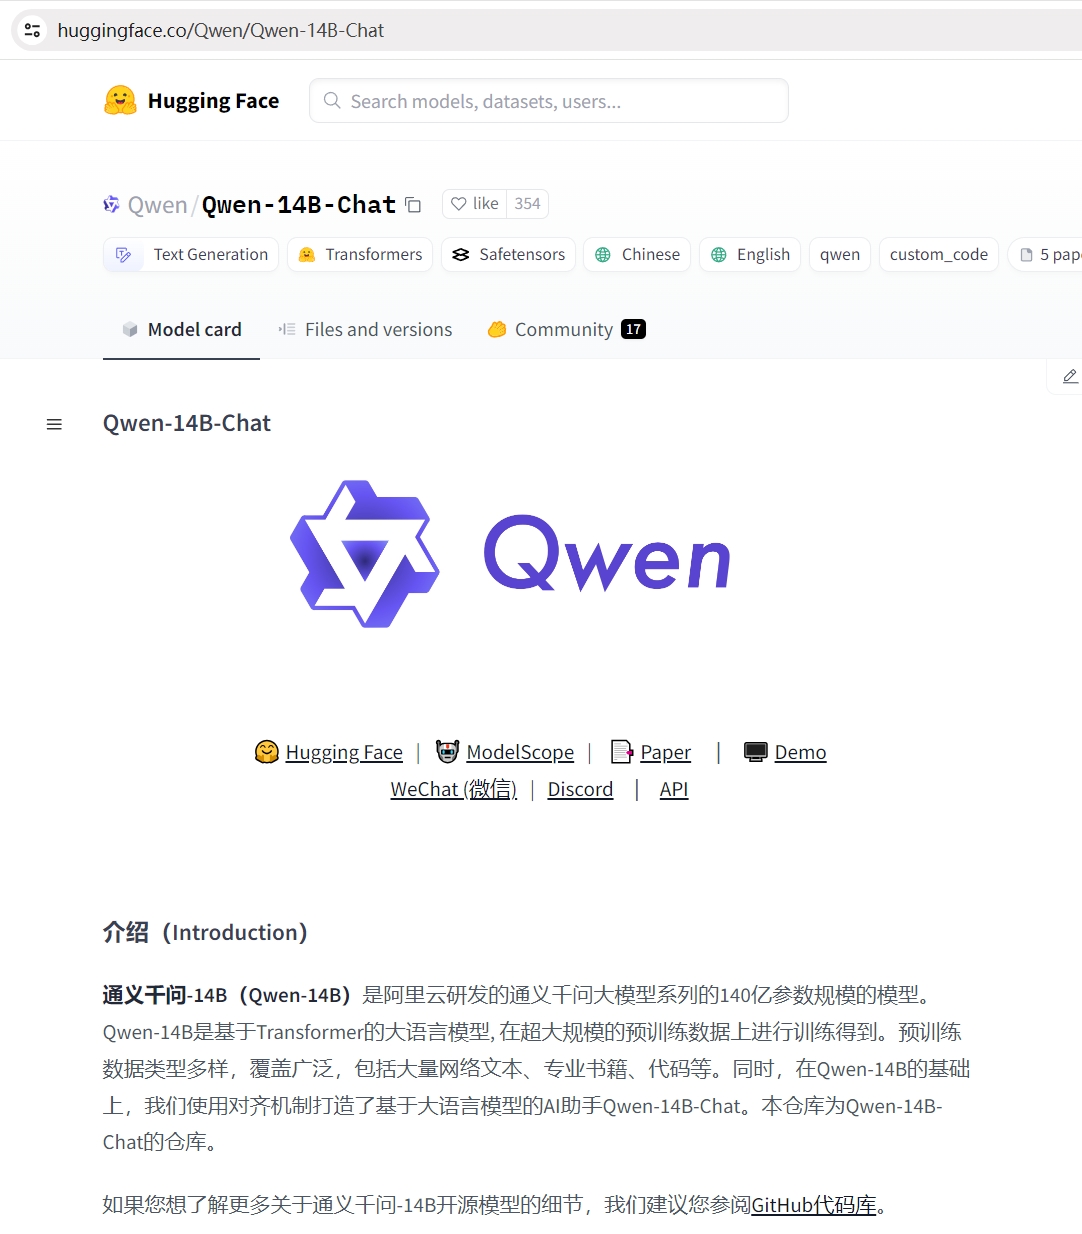 huggingface.co/Qwen/Qwen-14B-Chat
Hugging Face
Search models, datasets, users...
Qwen/Qwen-14B-Chat like 354
Text Generation Transformers Safetensors Chinese English qwen custom_code 5 pap
Model card Files and versions Community 17
Qwen-14B-Chat
Qwen
Hugging Face | ModelScope | Paper | Demo
WeChat (微信) | Discord | API
介绍（Introduction）
通义千问-14B（Qwen-14B）是阿里云研发的通义千问大模型系列的140亿参数规模的模型。
Qwen-14B是基于Transformer的大语言模型, 在超大规模的预训练数据上进行训练得到。预训练
数据类型多样，覆盖广泛，包括大量网络文本、专业书籍、代码等。同时，在Qwen-14B的基础
上，我们使用对齐机制打造了基于大语言模型的AI助手Qwen-14B-Chat。本仓库为Qwen-14B-
Chat的仓库。
如果您想了解更多关于通义千问-14B开源模型的细节，我们建议您参阅GitHub代码库。